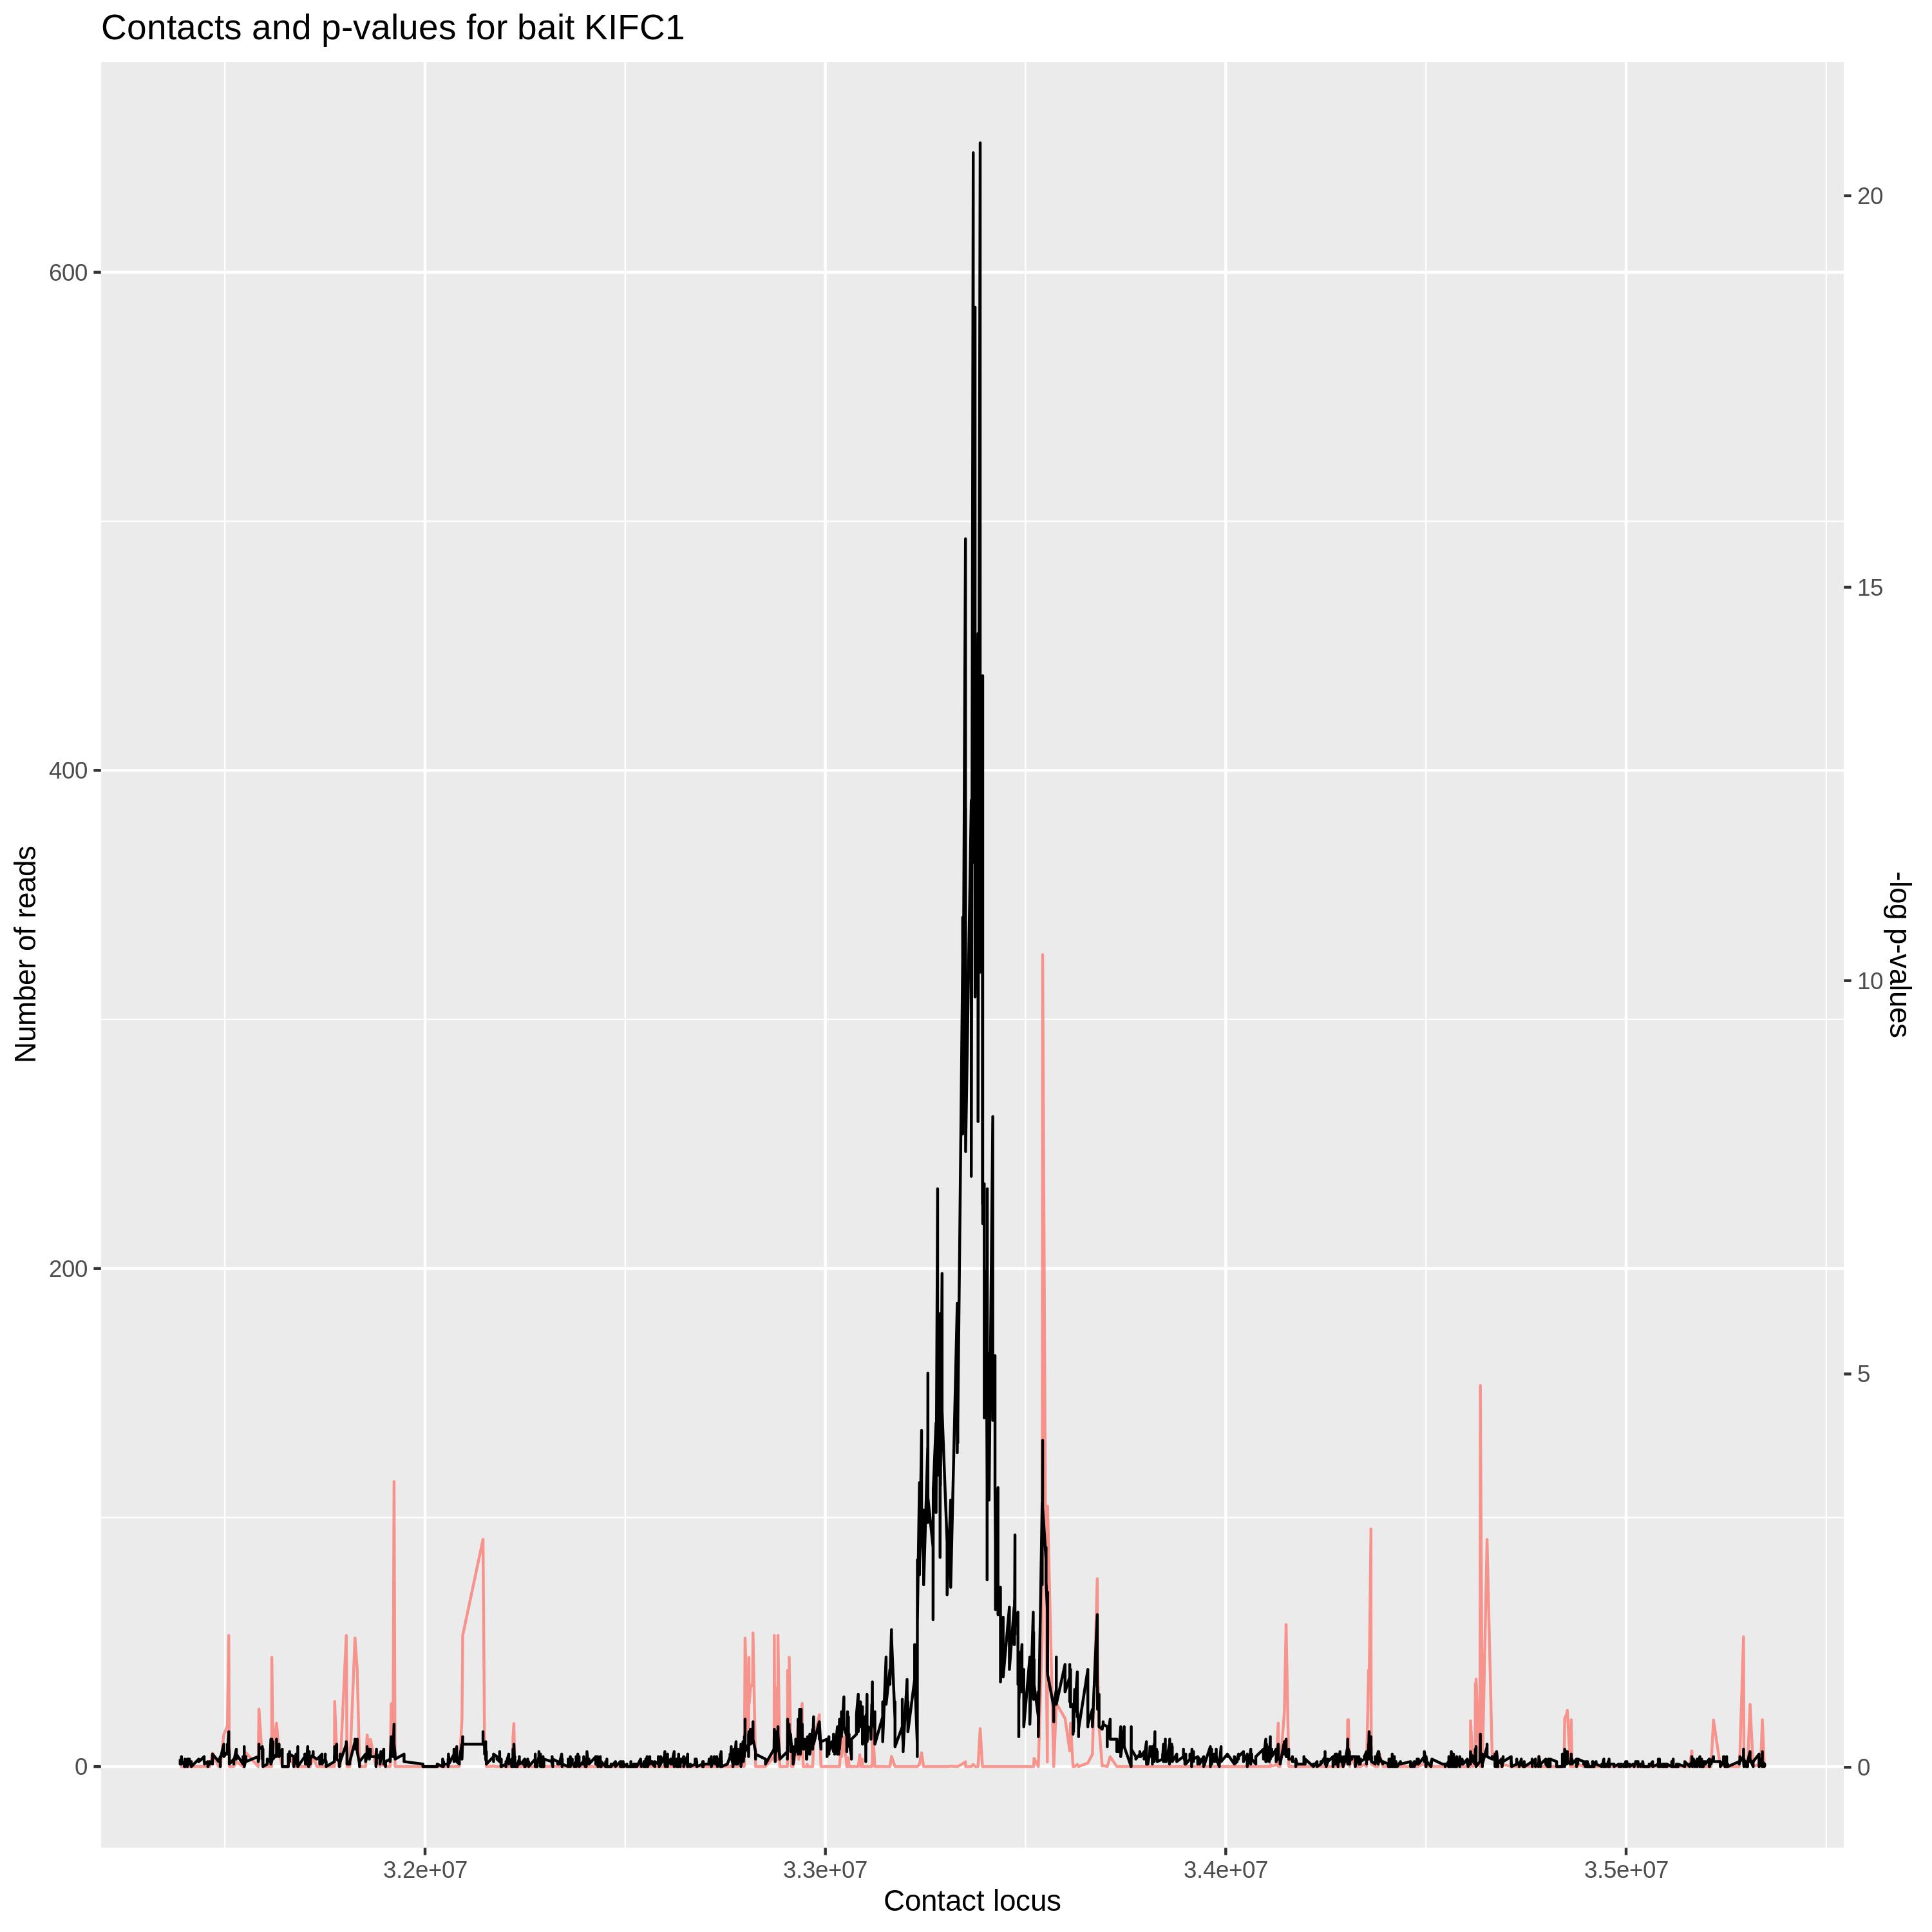 Contacts and p-values for bait KIFC1
Number of reads
600
400
200
0
20
15
10
5
0
-log p-values
3.2e+07
3.3e+07
3.4e+07
3.5e+07
Contact locus